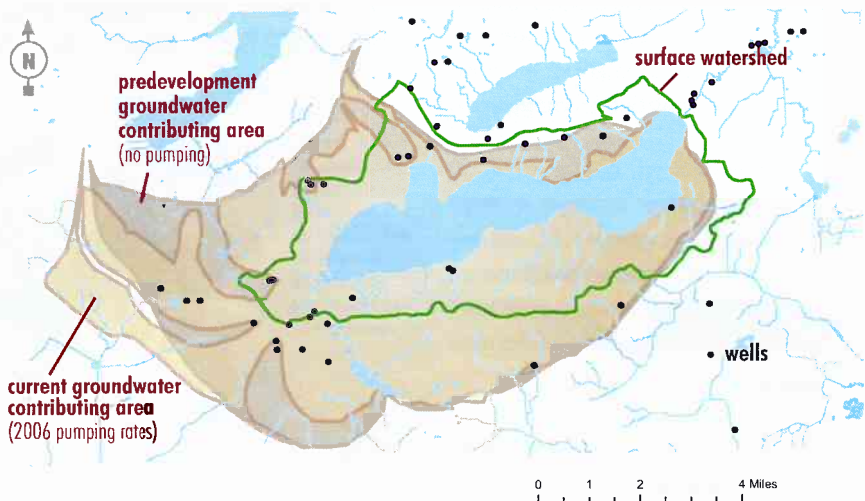 N
surface watershed
predevelopment
groundwater
contributing area
(no pumping)
wells
current groundwater
contributing area
(2006 pumping rates)
0 1 2 4 Miles